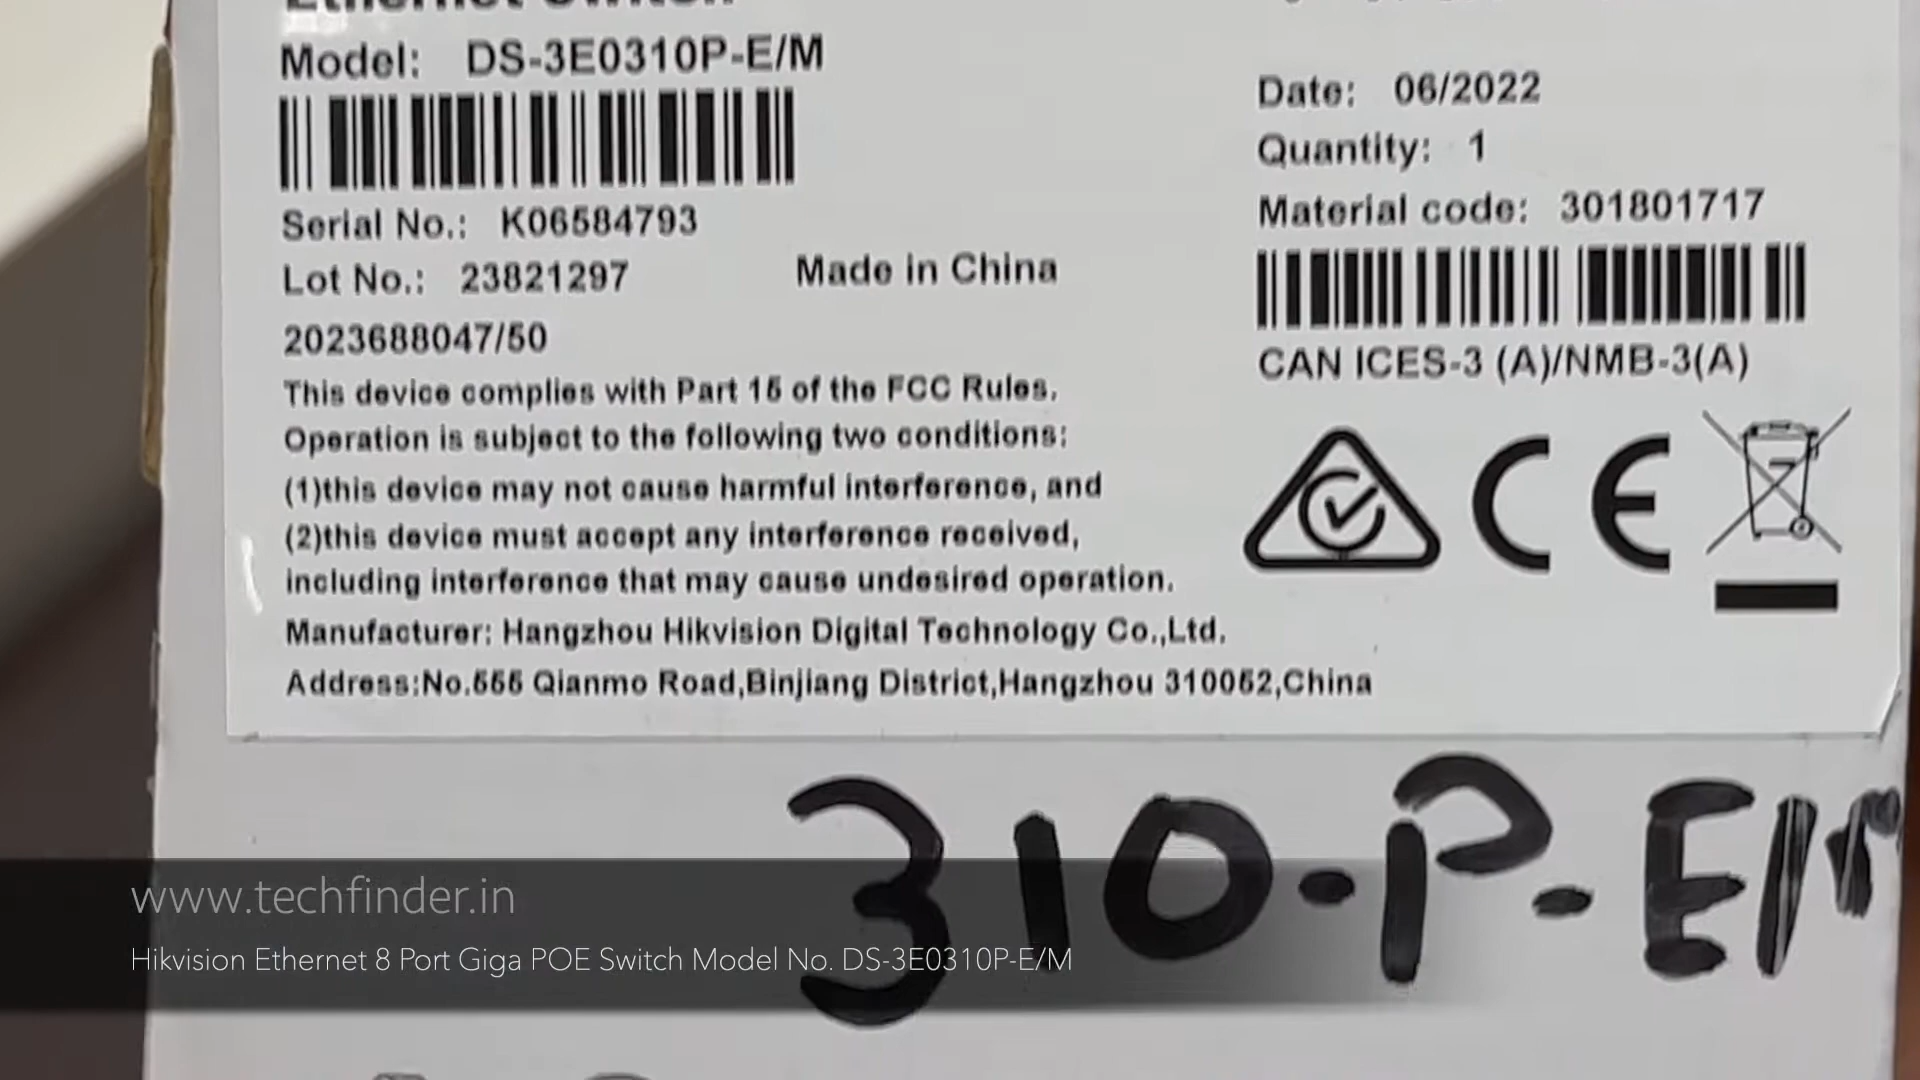 Ethernet Switch
Model: DS-3E0310P-E/M
Serial No.: K06584793
Lot No.: 23821297
Made in China
2023688047/50
This device complies with Part 15 of the FCC Rules.
Operation is subject to the following two conditions:
(1)this device may not cause harmful interference, and
(2)this device must accept any interference received,
including interference that may cause undesired operation.
Manufacturer: Hangzhou Hikvision Digital Technology Co.,Ltd.
Address:No.555 Qianmo Road,Binjiang District,Hangzhou 310052,China
Date: 06/2022
Quantity: 1
Material code: 301801717
CAN ICES-3 (A)/NMB-3(A)
CE
310-P-E/M
www.techfinder.in
Hikvision Ethernet 8 Port Giga POE Switch Model No. DS-3E0310P-E/M